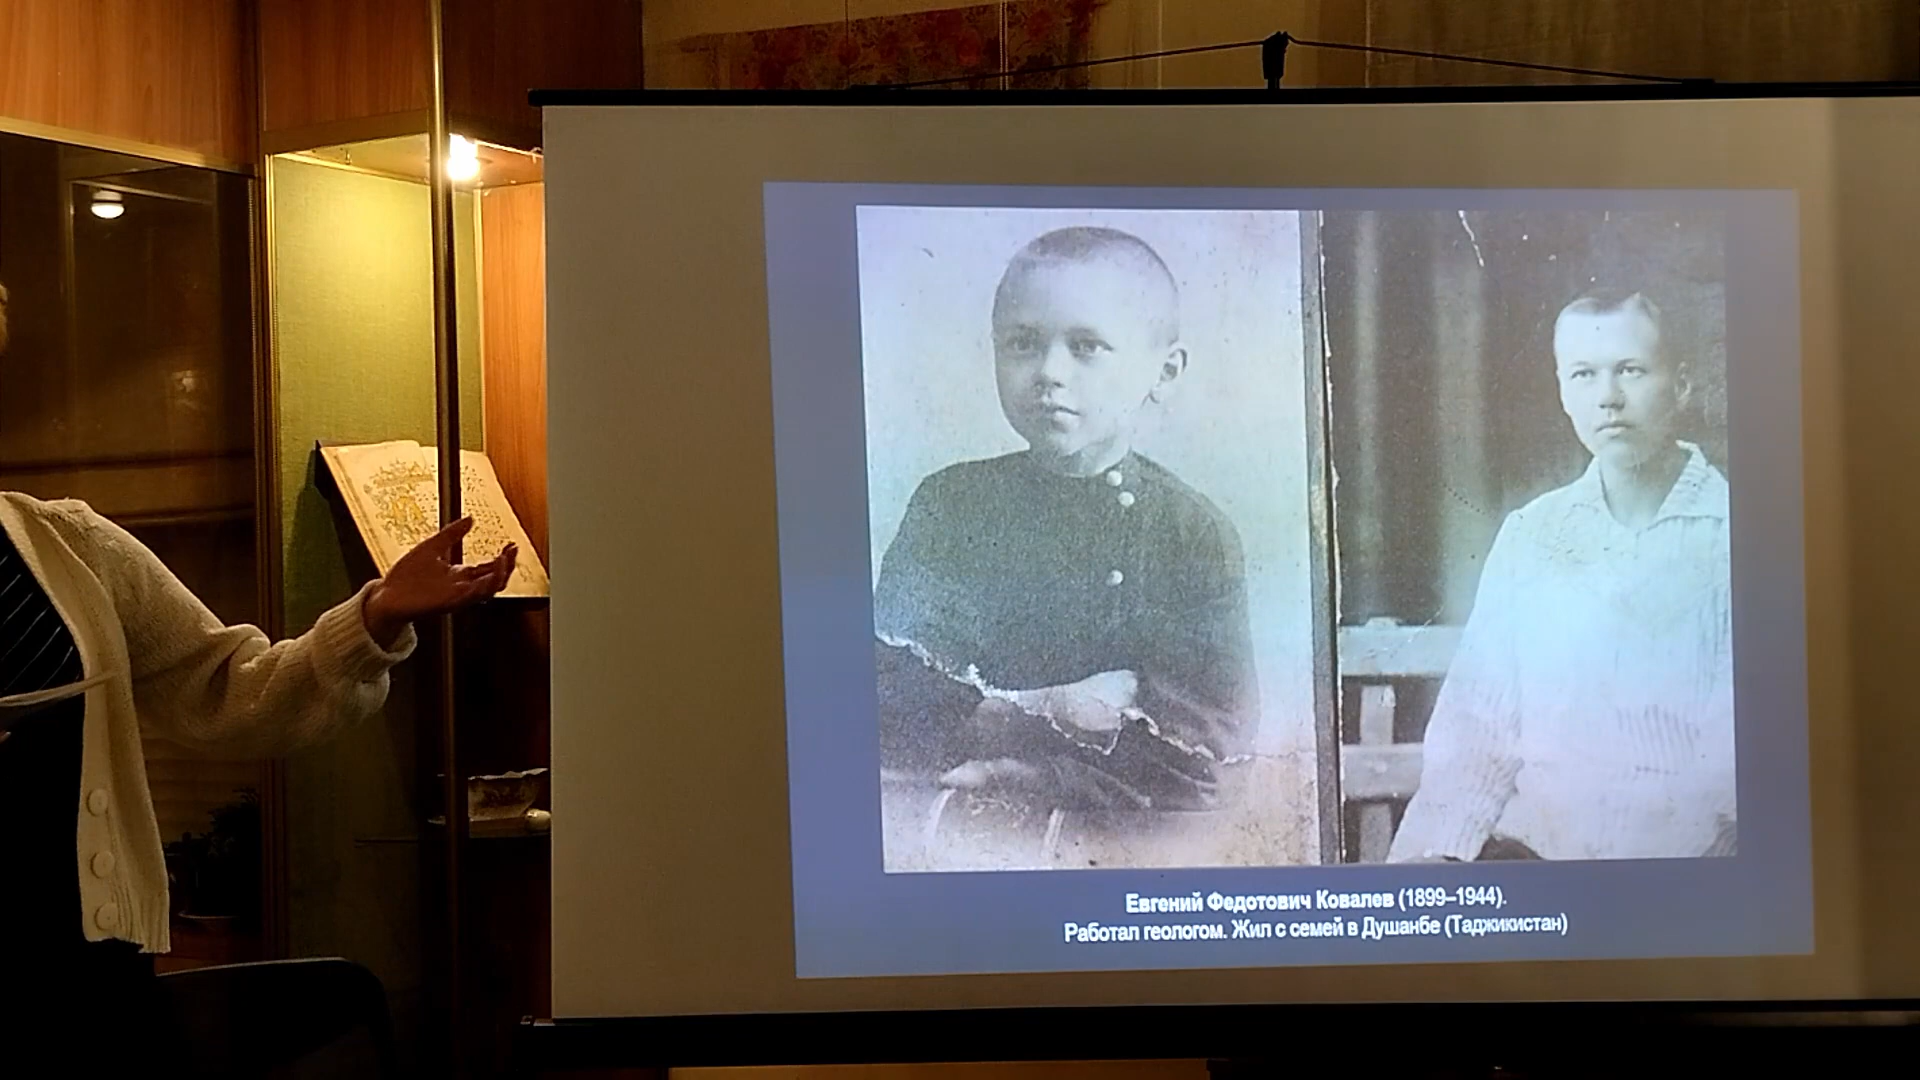 Евгений Федотович Ковалев (1899–1944).
Работал геологом. Жил с семей в Душанбе (Таджикистан)